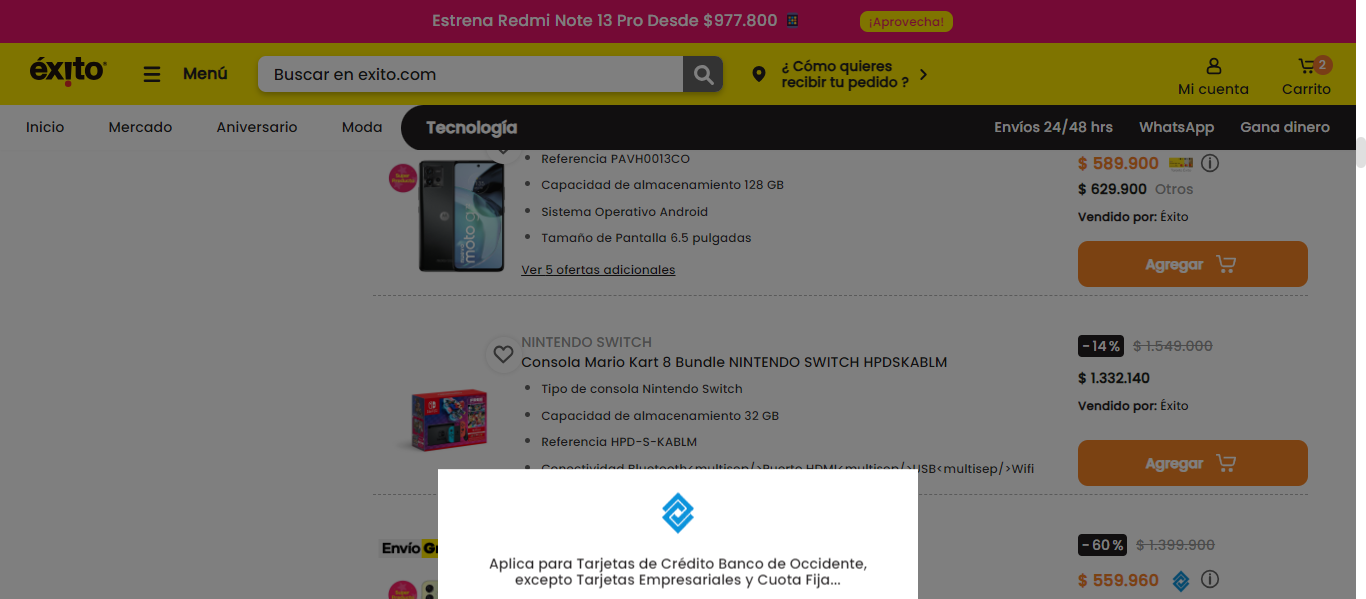 Estrena Redmi Note 13 Pro Desde $977.800
¡Aprovecha!
éxito
Menú
Buscar en exito.com
¿ Cómo quieres
recibir tu pedido ?
2
Mi cuenta
Carrito
Inicio
Mercado
Aniversario
Moda
Tecnología
Envíos 24/48 hrs
WhatsApp
Gana dinero
Referencia PAVH0013CO
Capacidad de almacenamiento 128 GB
Sistema Operativo Android
Tamaño de Pantalla 6.5 pulgadas
Ver 5 ofertas adicionales
$ 589.900
$ 629.900 Otros
Vendido por: Éxito
Agregar
NINTENDO SWITCH
Consola Mario Kart 8 Bundle NINTENDO SWITCH HPDSKABLM
Tipo de consola Nintendo Switch
Capacidad de almacenamiento 32 GB
Referencia HPD-S-KABLM
Conectividad Bluetooth<multisep/>Puerto HDMI<multisep/>USB<multisep/>Wifi
-14% $ 1.549.000
$ 1.332.140
Vendido por: Éxito
Agregar
Envío Gr
-60% $ 1.399.900
$ 559.960
Aplica para Tarjetas de Crédito Banco de Occidente,
excepto Tarjetas Empresariales y Cuota Fija...